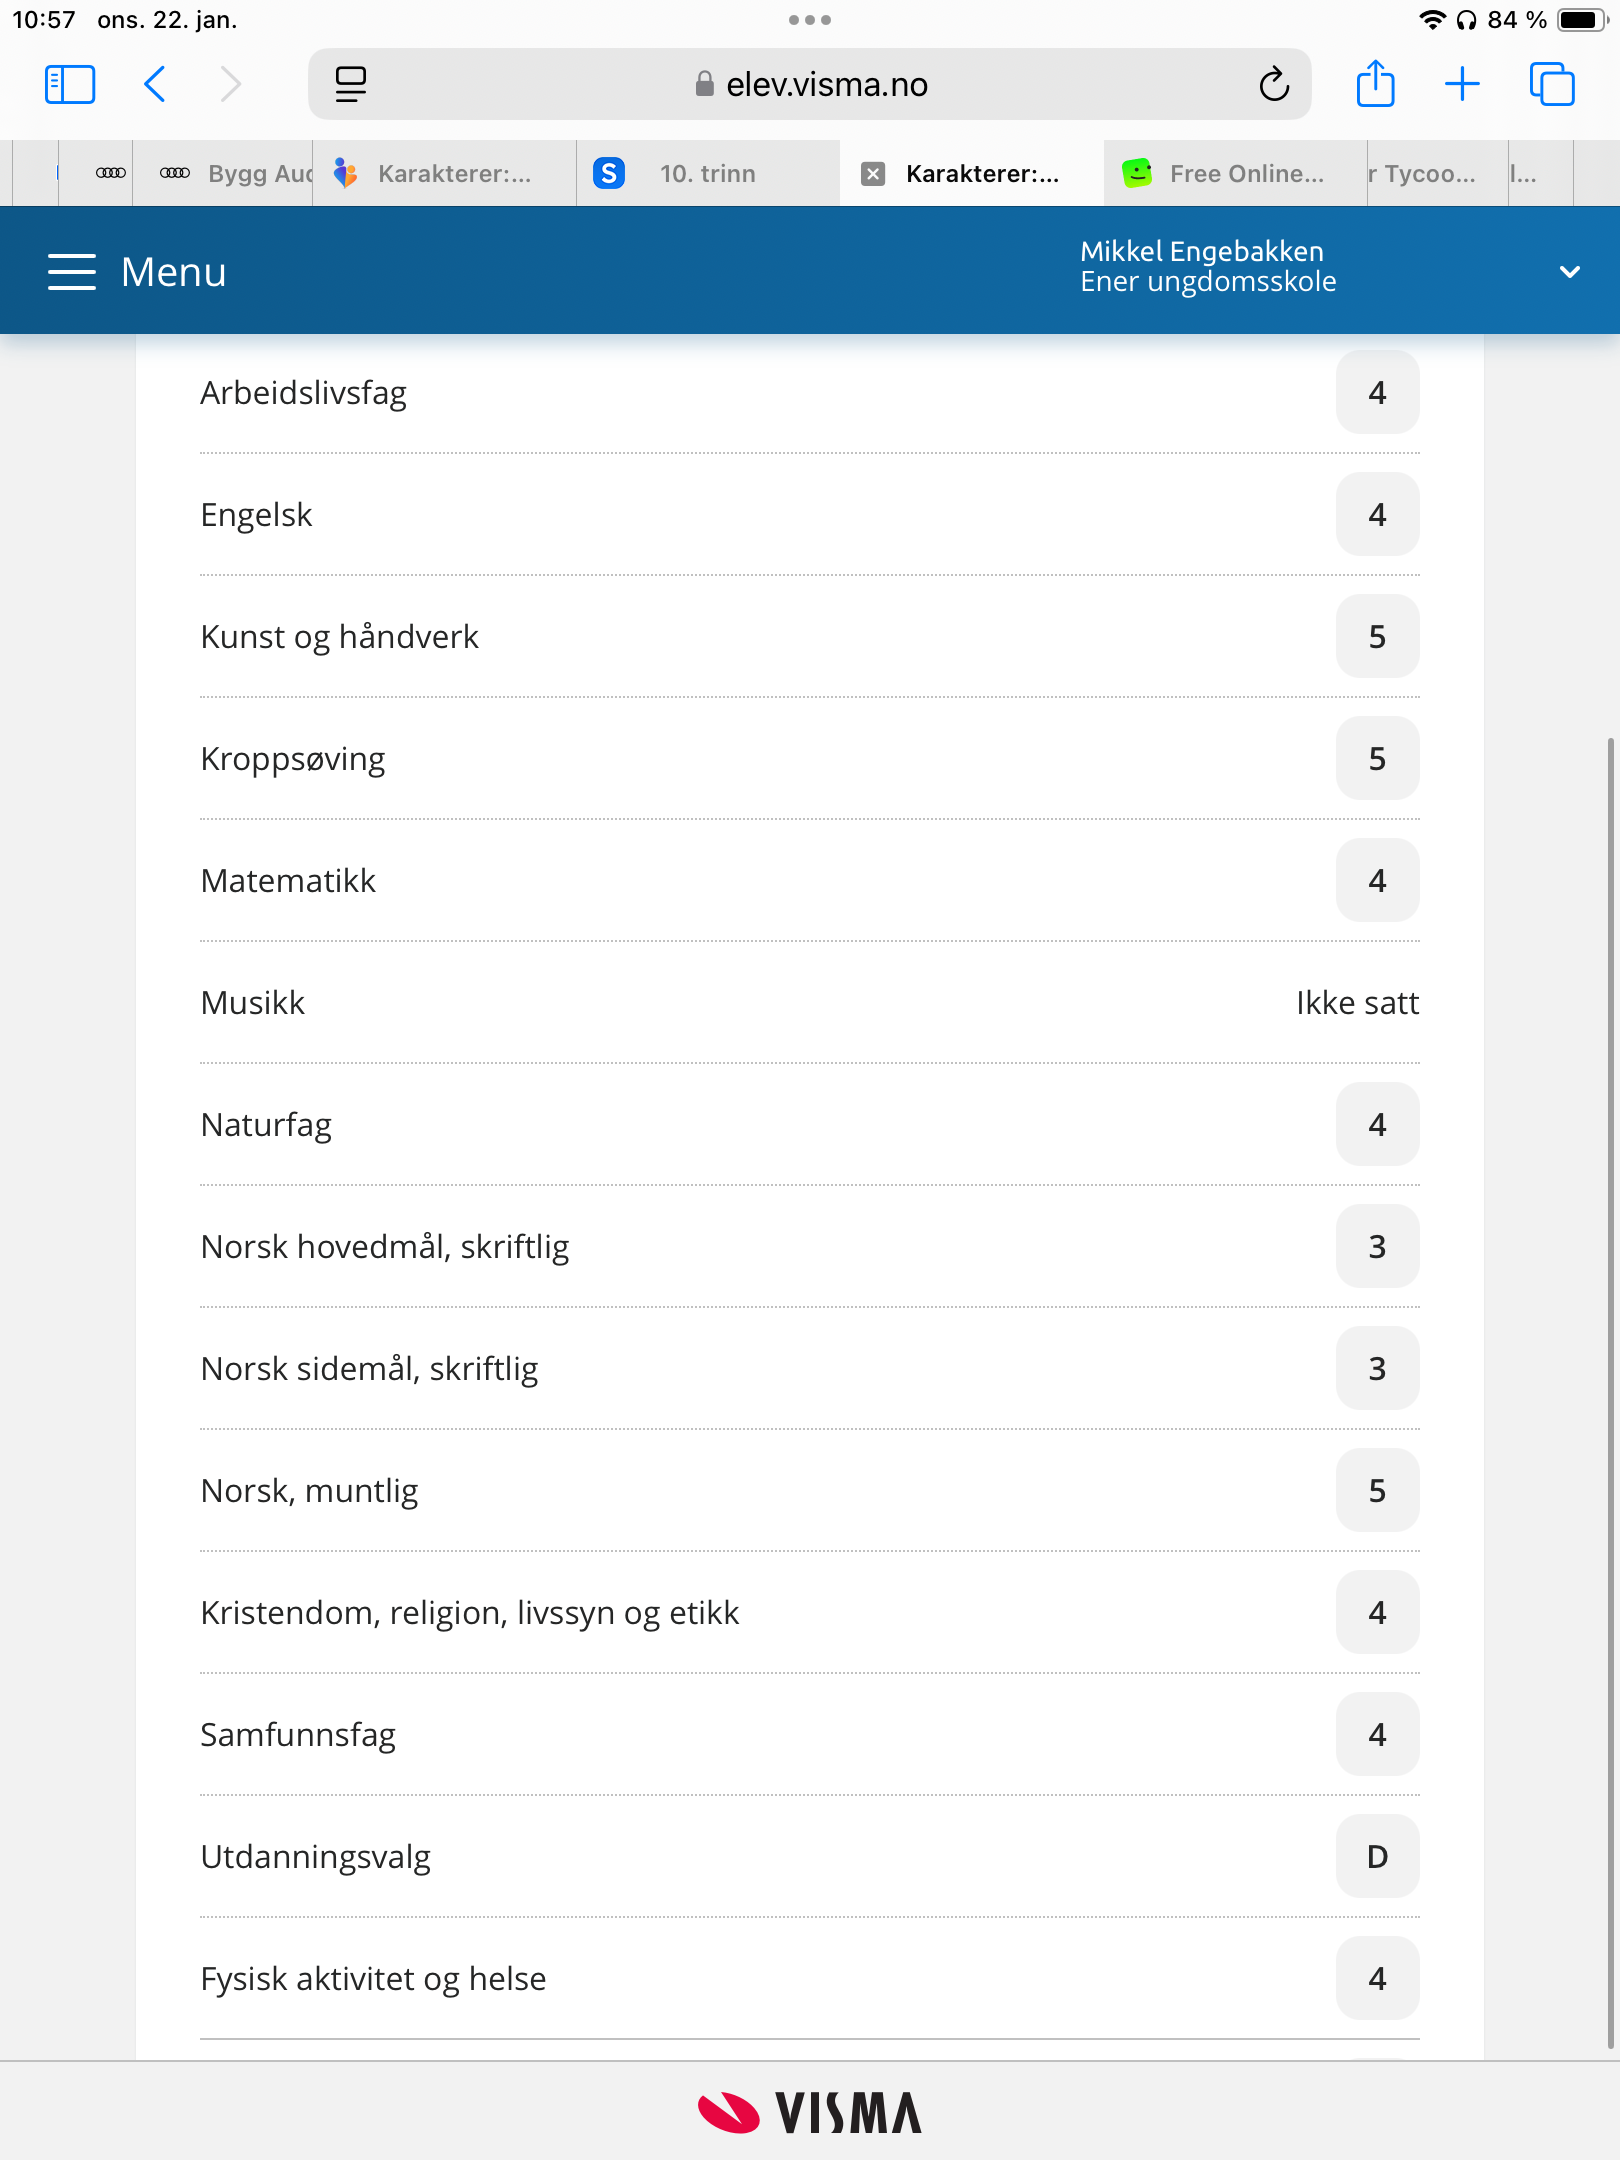 10:57 ons. 22. jan.
84 %
elev.visma.no
Bygg Auc
Karakterer:...
10. trinn
Karakterer:...
Free Online...
r Tycoo...
l...
Menu
Mikkel Engebakken
Ener ungdomsskole
Arbeidslivsfag 4
Engelsk 4
Kunst og håndverk 5
Kroppsøving 5
Matematikk 4
Musikk Ikke satt
Naturfag 4
Norsk hovedmål, skriftlig 3
Norsk sidemål, skriftlig 3
Norsk, muntlig 5
Kristendom, religion, livssyn og etikk 4
Samfunnsfag 4
Utdanningsvalg D
Fysisk aktivitet og helse 4
VISMA